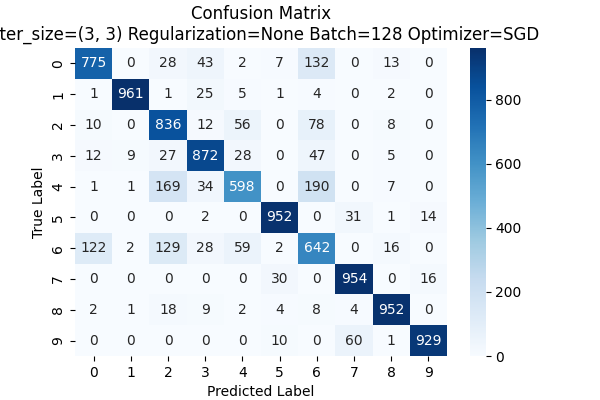 Confusion Matrix
ter_size=(3, 3) Regularization=None Batch=128 Optimizer=SGD
0 775 0 28 43 2 7 132 0 13 0
1 1 961 1 25 5 1 4 0 2 0
2 10 0 836 12 56 0 78 0 8 0
3 12 9 27 872 28 0 47 0 5 0
4 1 1 169 34 598 0 190 0 7 0
5 0 0 0 2 0 952 0 31 1 14
6 122 2 129 28 59 2 642 0 16 0
7 0 0 0 0 0 30 0 954 0 16
8 2 1 18 9 2 4 8 4 952 0
9 0 0 0 0 0 10 0 60 1 929
0 1 2 3 4 5 6 7 8 9
Predicted Label
True Label
800
600
400
200
0